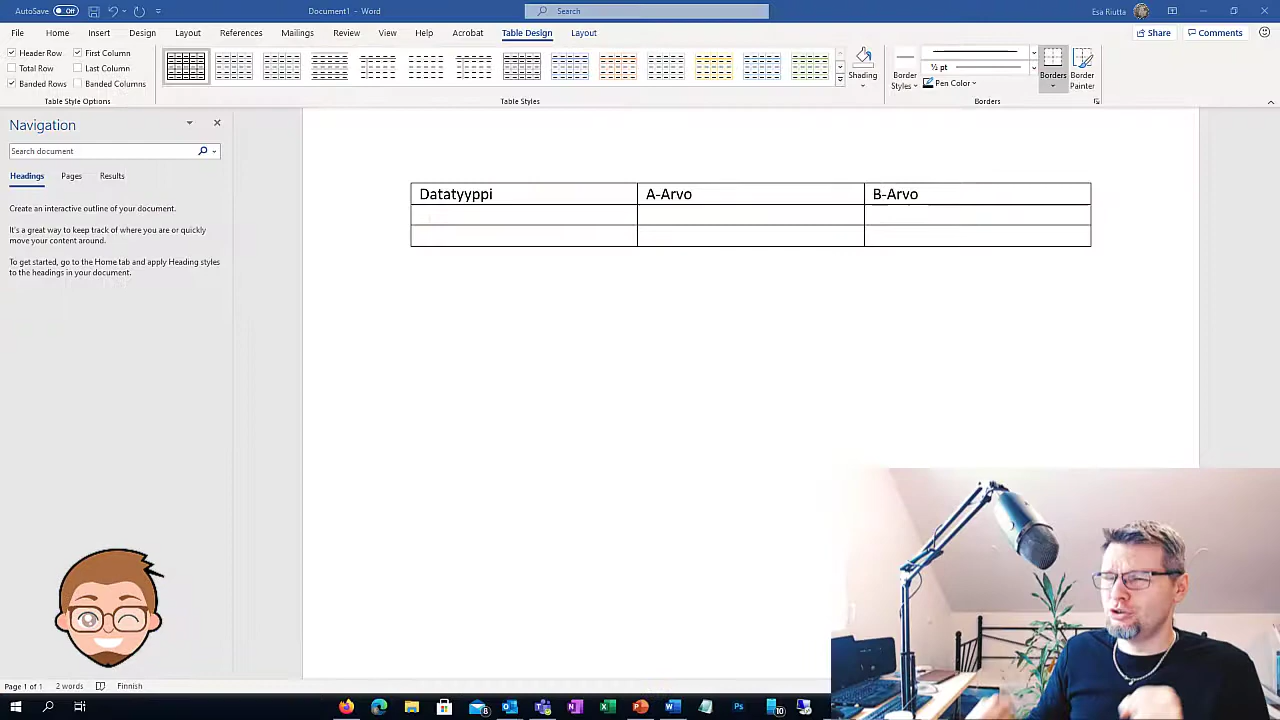 AutoSave Off Document1 - Word Search Esa Riutta
File Home Insert Design Layout References Mailings Review View Help Acrobat Table Design Layout Share Comments
Header Row First Column
Total Row Last Column
Banded Rows Banded Columns
Table Style Options
Table Styles
Shading
Border Styles
½ pt
Pen Color
Borders
Border Painter
Borders
Navigation
Search document
Headings Pages Results
Create an interactive outline of your document.
It's a great way to keep track of where you are or quickly
move your content around.
To get started, go to the Home tab and apply Heading styles
to the headings in your document.
Datatyyppi A-Arvo B-Arvo
Page 1 of 1 2 words Finnish